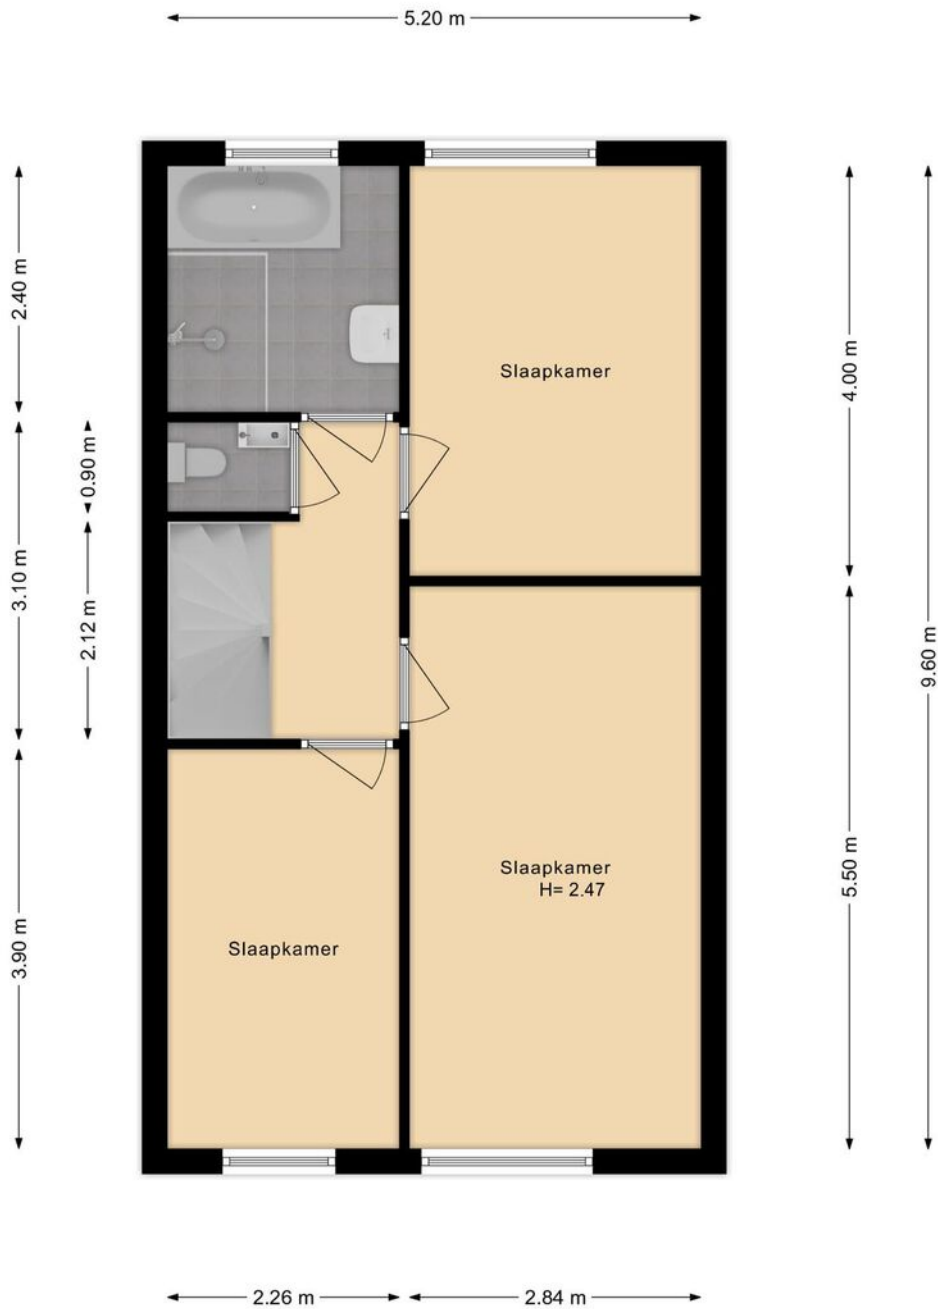 5.20 m
2.40 m
4.00 m
Slaapkamer
0.90 m
3.10 m
2.12 m
9.60 m
5.50 m
Slaapkamer
H= 2.47
3.90 m
Slaapkamer
2.26 m
2.84 m